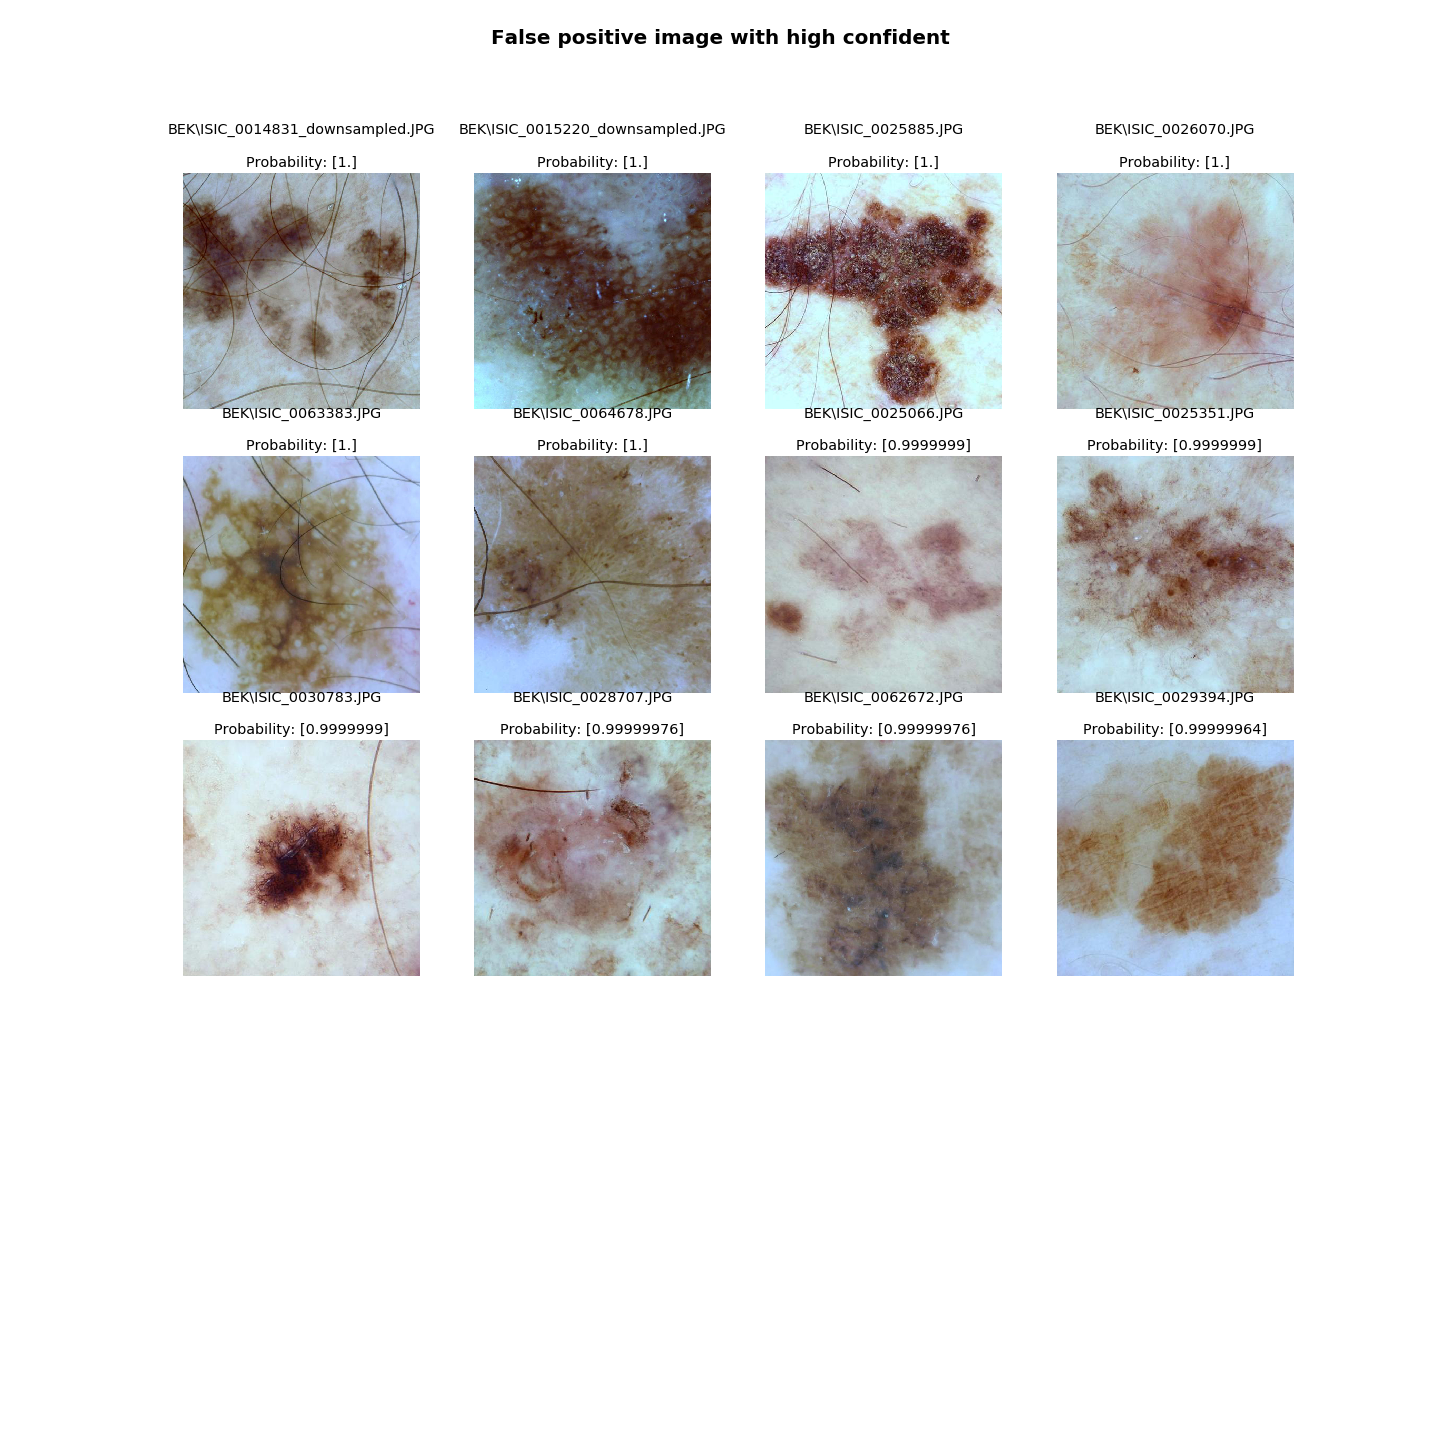 False positive image with high confident
BEK\ISIC_0014831_downsampled.JPG
Probability: [1.]
BEK\ISIC_0015220_downsampled.JPG
Probability: [1.]
BEK\ISIC_0025885.JPG
Probability: [1.]
BEK\ISIC_0026070.JPG
Probability: [1.]
BEK\ISIC_0063383.JPG
Probability: [1.]
BEK\ISIC_0064678.JPG
Probability: [1.]
BEK\ISIC_0025066.JPG
Probability: [0.9999999]
BEK\ISIC_0025351.JPG
Probability: [0.9999999]
BEK\ISIC_0030783.JPG
Probability: [0.9999999]
BEK\ISIC_0028707.JPG
Probability: [0.99999976]
BEK\ISIC_0062672.JPG
Probability: [0.99999976]
BEK\ISIC_0029394.JPG
Probability: [0.99999964]